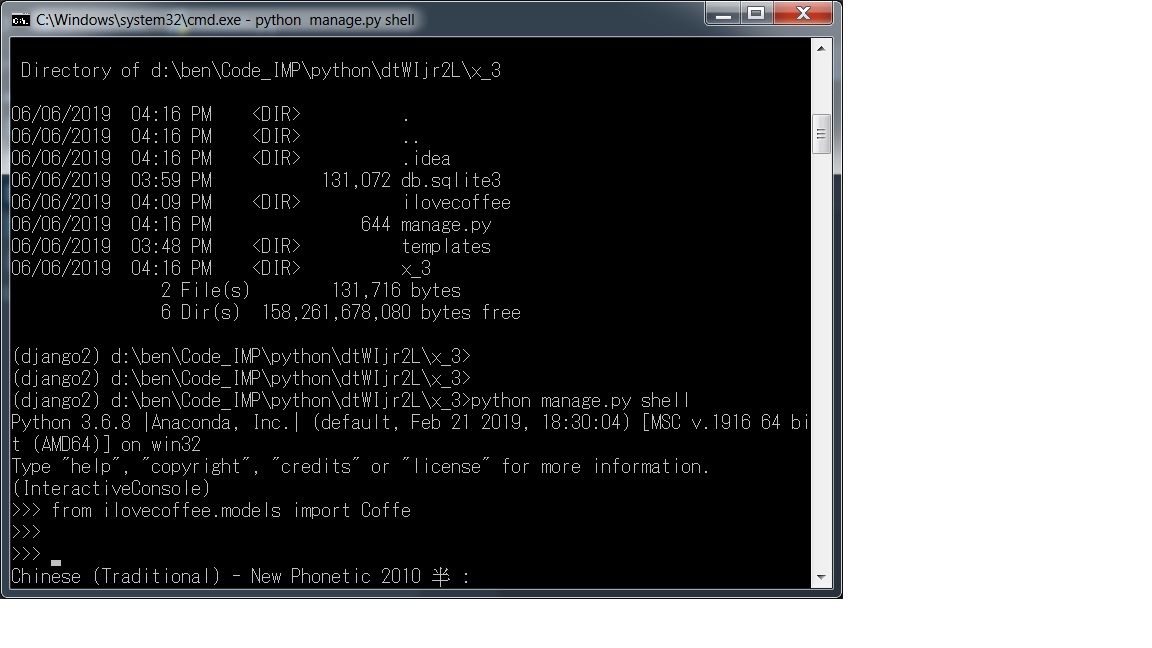 C:\Windows\system32\cmd.exe - python  manage.py shell
 Directory of d:\ben\Code_IMP\python\dtWIjr2L\x_3
06/06/2019  04:16 PM    <DIR>          .
06/06/2019  04:16 PM    <DIR>          ..
06/06/2019  04:16 PM    <DIR>          .idea
06/06/2019  03:59 PM           131,072 db.sqlite3
06/06/2019  04:09 PM    <DIR>          ilovecoffee
06/06/2019  04:16 PM               644 manage.py
06/06/2019  03:48 PM    <DIR>          templates
06/06/2019  04:16 PM    <DIR>          x_3
               2 File(s)        131,716 bytes
               6 Dir(s)  158,261,678,080 bytes free
(django2) d:\ben\Code_IMP\python\dtWIjr2L\x_3>
(django2) d:\ben\Code_IMP\python\dtWIjr2L\x_3>
(django2) d:\ben\Code_IMP\python\dtWIjr2L\x_3>python manage.py shell
Python 3.6.8 |Anaconda, Inc.| (default, Feb 21 2019, 18:30:04) [MSC v.1916 64 bi
t (AMD64)] on win32
Type "help", "copyright", "credits" or "license" for more information.
(InteractiveConsole)
>>> from ilovecoffee.models import Coffe
>>>
>>>
Chinese (Traditional) - New Phonetic 2010 半 :